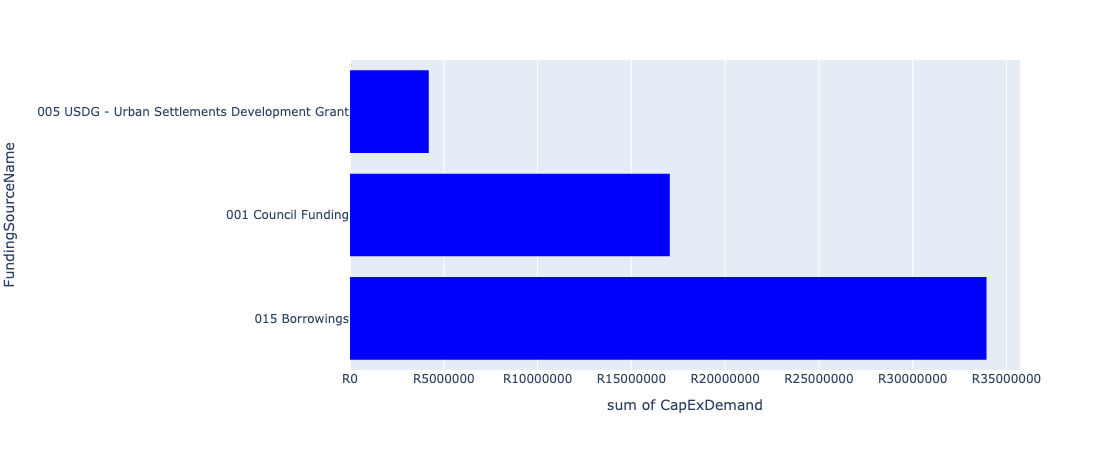 FundingSourceName
005 USDG - Urban Settlements Development Grant
001 Council Funding
015 Borrowings
R0 R5000000 R10000000 R15000000 R20000000 R25000000 R30000000 R35000000
sum of CapExDemand